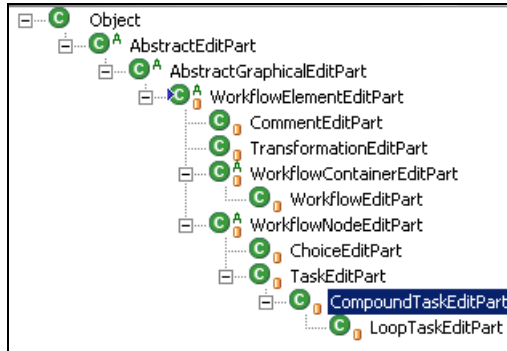 Object
AbstractEditPart
AbstractGraphicalEditPart
WorkflowElementEditPart
CommentEditPart
TransformationEditPart
WorkflowContainerEditPart
WorkflowEditPart
WorkflowNodeEditPart
ChoiceEditPart
TaskEditPart
CompoundTaskEditPart
LoopTaskEditPart